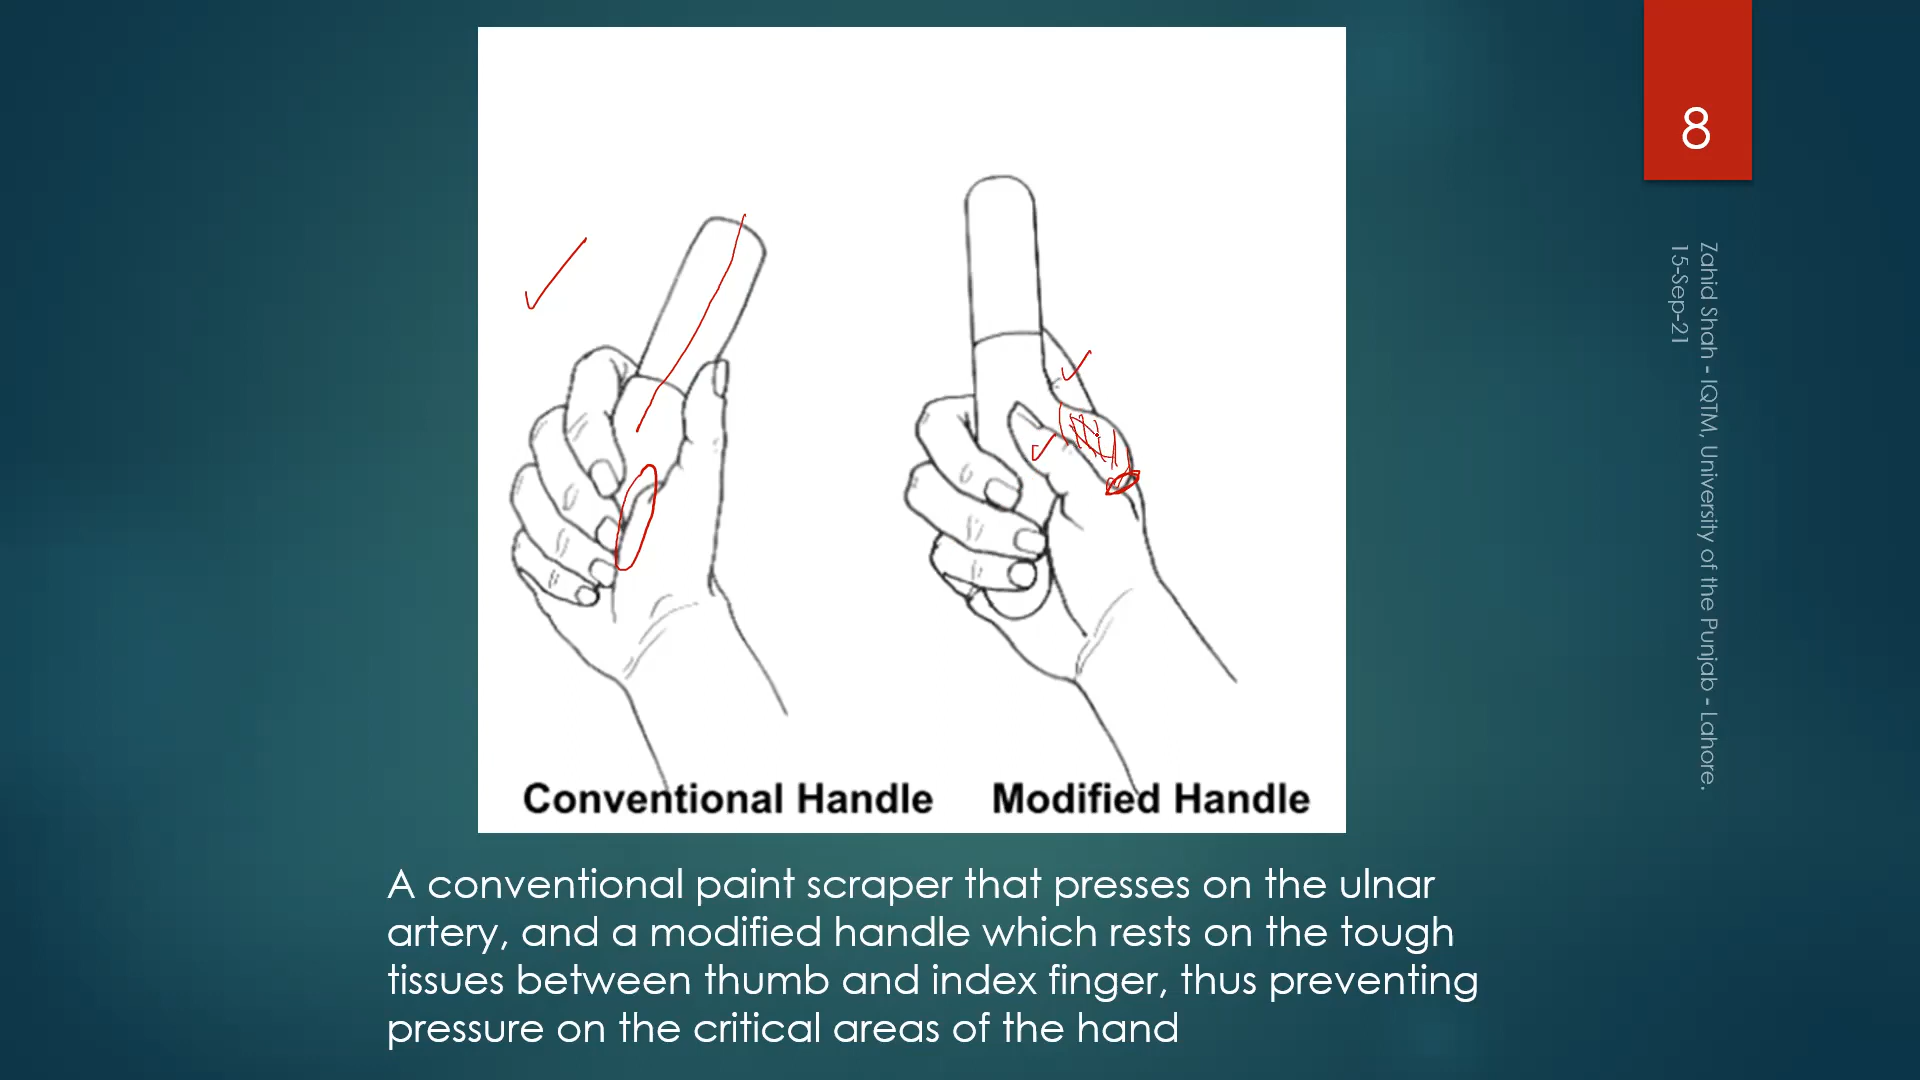 8
Zahid Shah - IQTM, University of the Punjab - Lahore.
15-Sep-21
Conventional Handle
Modified Handle
A conventional paint scraper that presses on the ulnar
artery, and a modified handle which rests on the tough
tissues between thumb and index finger, thus preventing
pressure on the critical areas of the hand